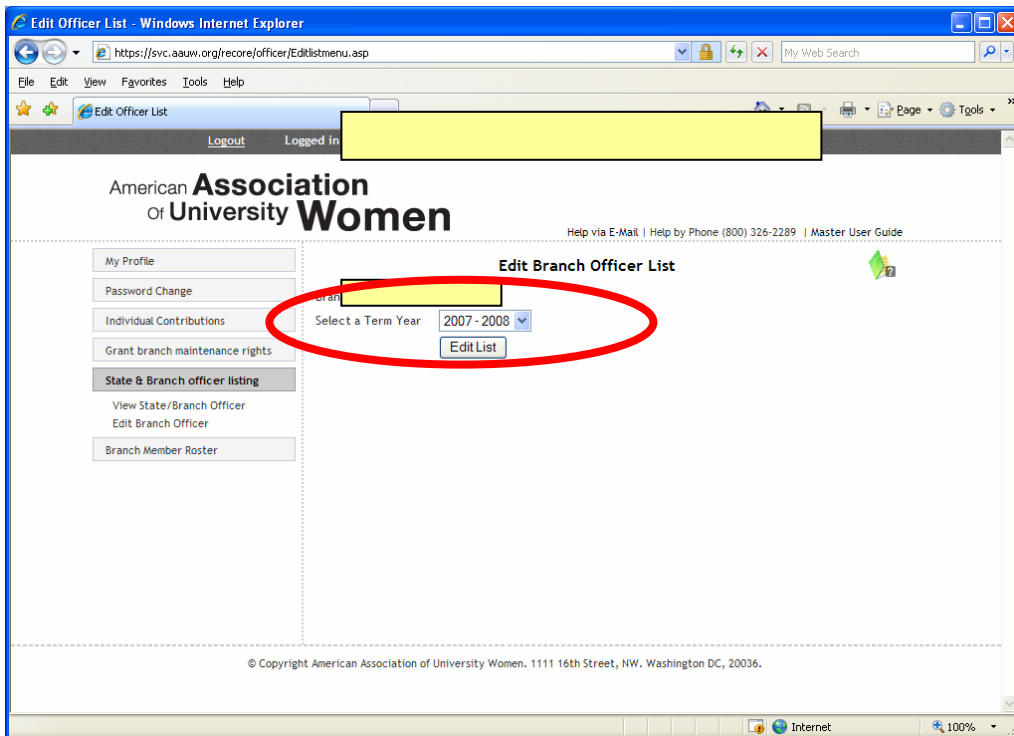 Edit Officer List - Windows Internet Explorer
https://svc.aauw.org/recore/officer/Editlistmenu.asp
My Web Search
File Edit View Favorites Tools Help
Edit Officer List
Page Tools
Logout Logged in
American Association
Of University Women
Help via E-Mail | Help by Phone (800) 326-2289 | Master User Guide
My Profile
Password Change
Individual Contributions
Grant branch maintenance rights
State & Branch officer listing
View State/Branch Officer
Edit Branch Officer
Branch Member Roster
Edit Branch Officer List
Select a Term Year 2007 - 2008
Edit List
© Copyright American Association of University Women. 1111 16th Street, NW. Washington DC, 20036.
Internet 100%